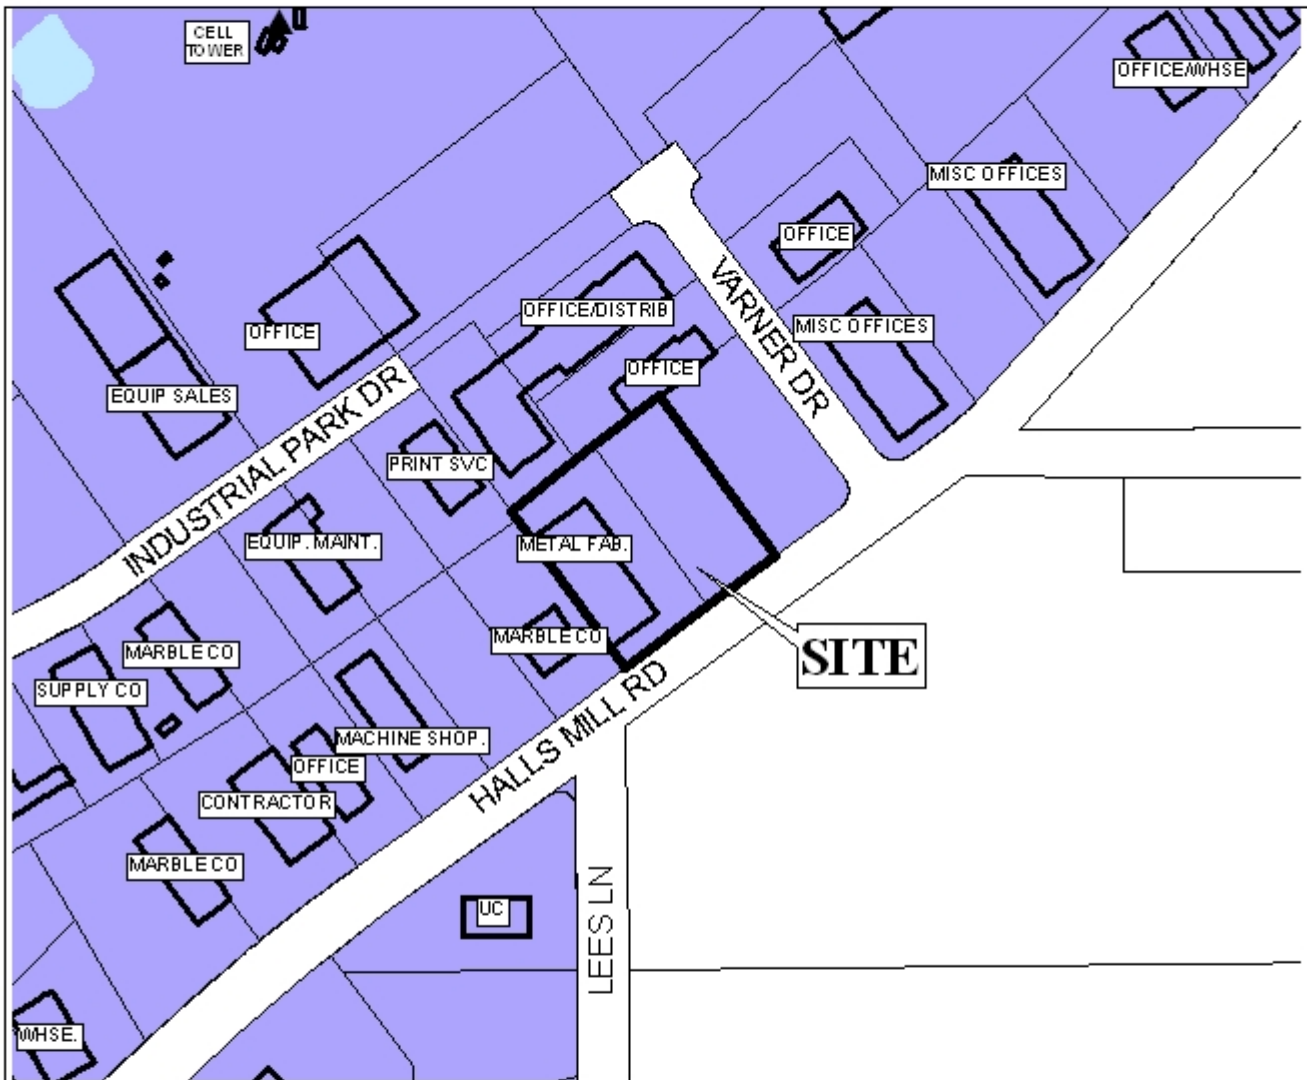 CELL
TOWER
OFFICE/WHSE
MISC OFFICES
OFFICE
VARNER DR
OFFICE/DISTRIB
MISC OFFICES
OFFICE
OFFICE
EQUIP SALES
INDUSTRIAL PARK DR
PRINT SVC
EQUIP. MAINT.
METAL FAB.
MARBLE CO
SITE
MARBLE CO
SUPPLY CO
HALLS MILL RD
MACHINE SHOP.
OFFICE
CONTRACTOR
MARBLE CO
UC
LEES LN
WHSE.